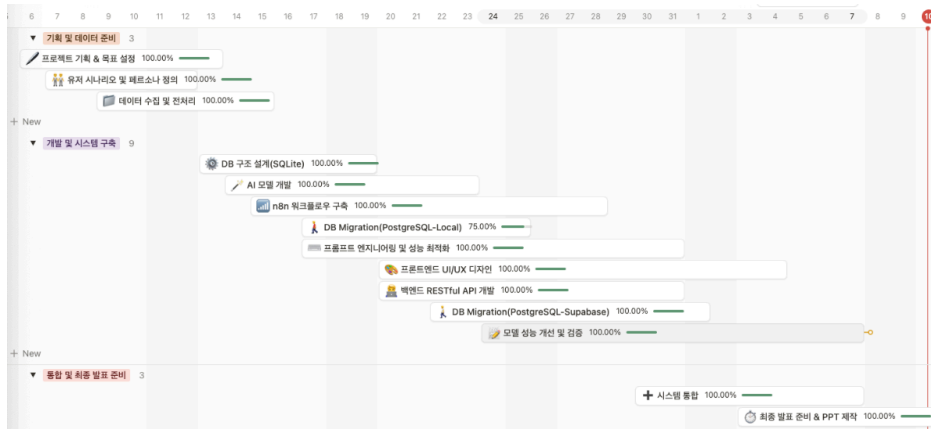 6 7 8 9 10 11 12 13 14 15 16 17 18 19 20 21 22 23 24 25 26 27 28 29 30 31 1 2 3 4 5 6 7 8 9 10
▼ 기획 및 데이터 준비 3
프로젝트 기획 & 목표 설정 100.00%
유저 시나리오 및 페르소나 정의 100.00%
데이터 수집 및 전처리 100.00%
+ New
▼ 개발 및 시스템 구축 9
DB 구조 설계(SQLite) 100.00%
AI 모델 개발 100.00%
n8n 워크플로우 구축 100.00%
DB Migration(PostgreSQL-Local) 75.00%
프롬프트 엔지니어링 및 성능 최적화 100.00%
프론트엔드 UI/UX 디자인 100.00%
백엔드 RESTful API 개발 100.00%
DB Migration(PostgreSQL-Supabase) 100.00%
모델 성능 개선 및 검증 100.00%
+ New
▼ 통합 및 최종 발표 준비 3
시스템 통합 100.00%
최종 발표 준비 & PPT 제작 100.00%